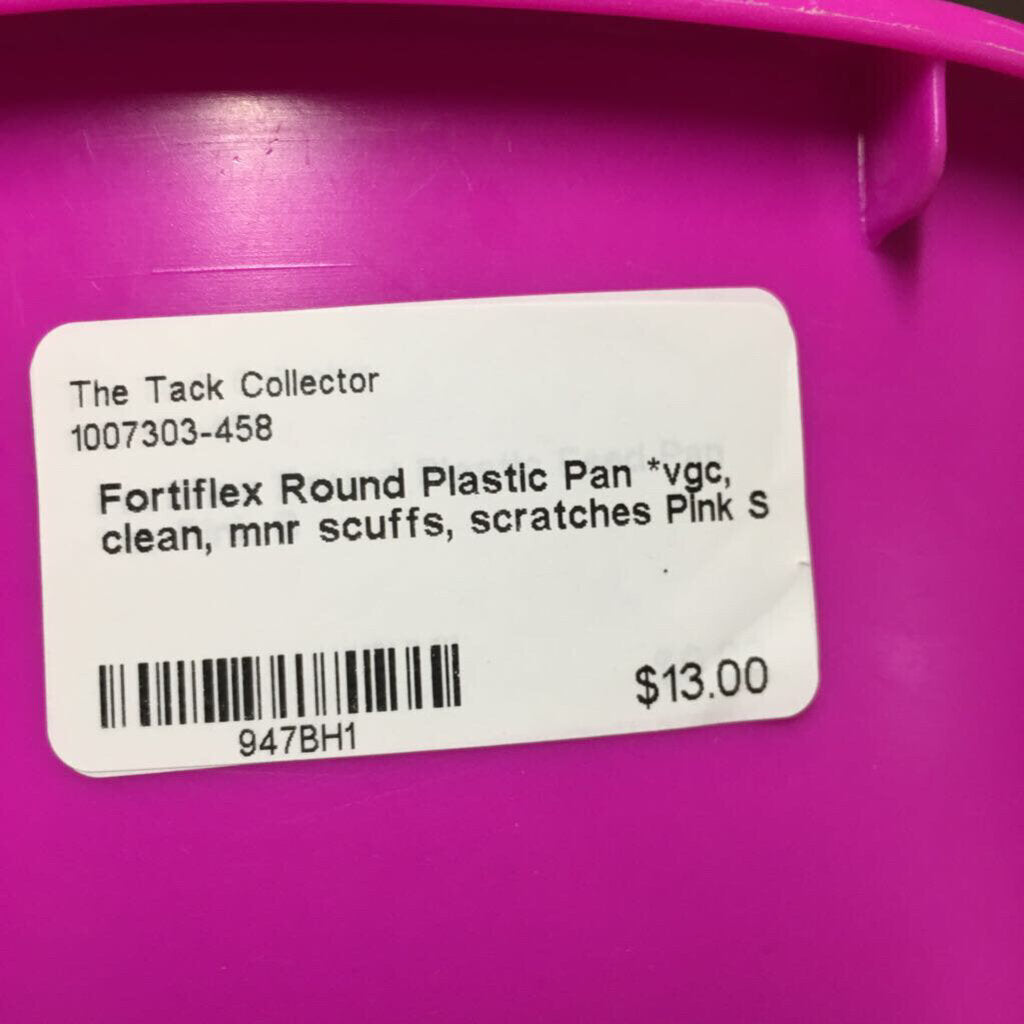 The Tack Collector
1007303-458
Fortiflex Round Plastic Pan *vgc,
clean, mnr scuffs, scratches Pink S
947BH1
$13.00